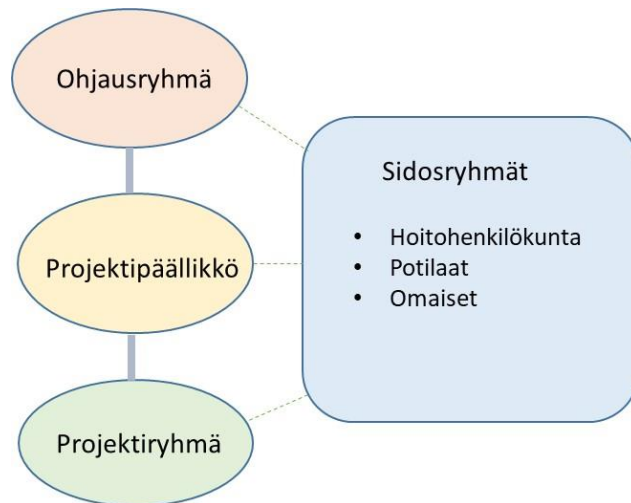 Ohjausryhmä
Projektipäällikkö
Projektiryhmä
Sidosryhmät
• Hoitohenkilökunta
• Potilaat
• Omaiset